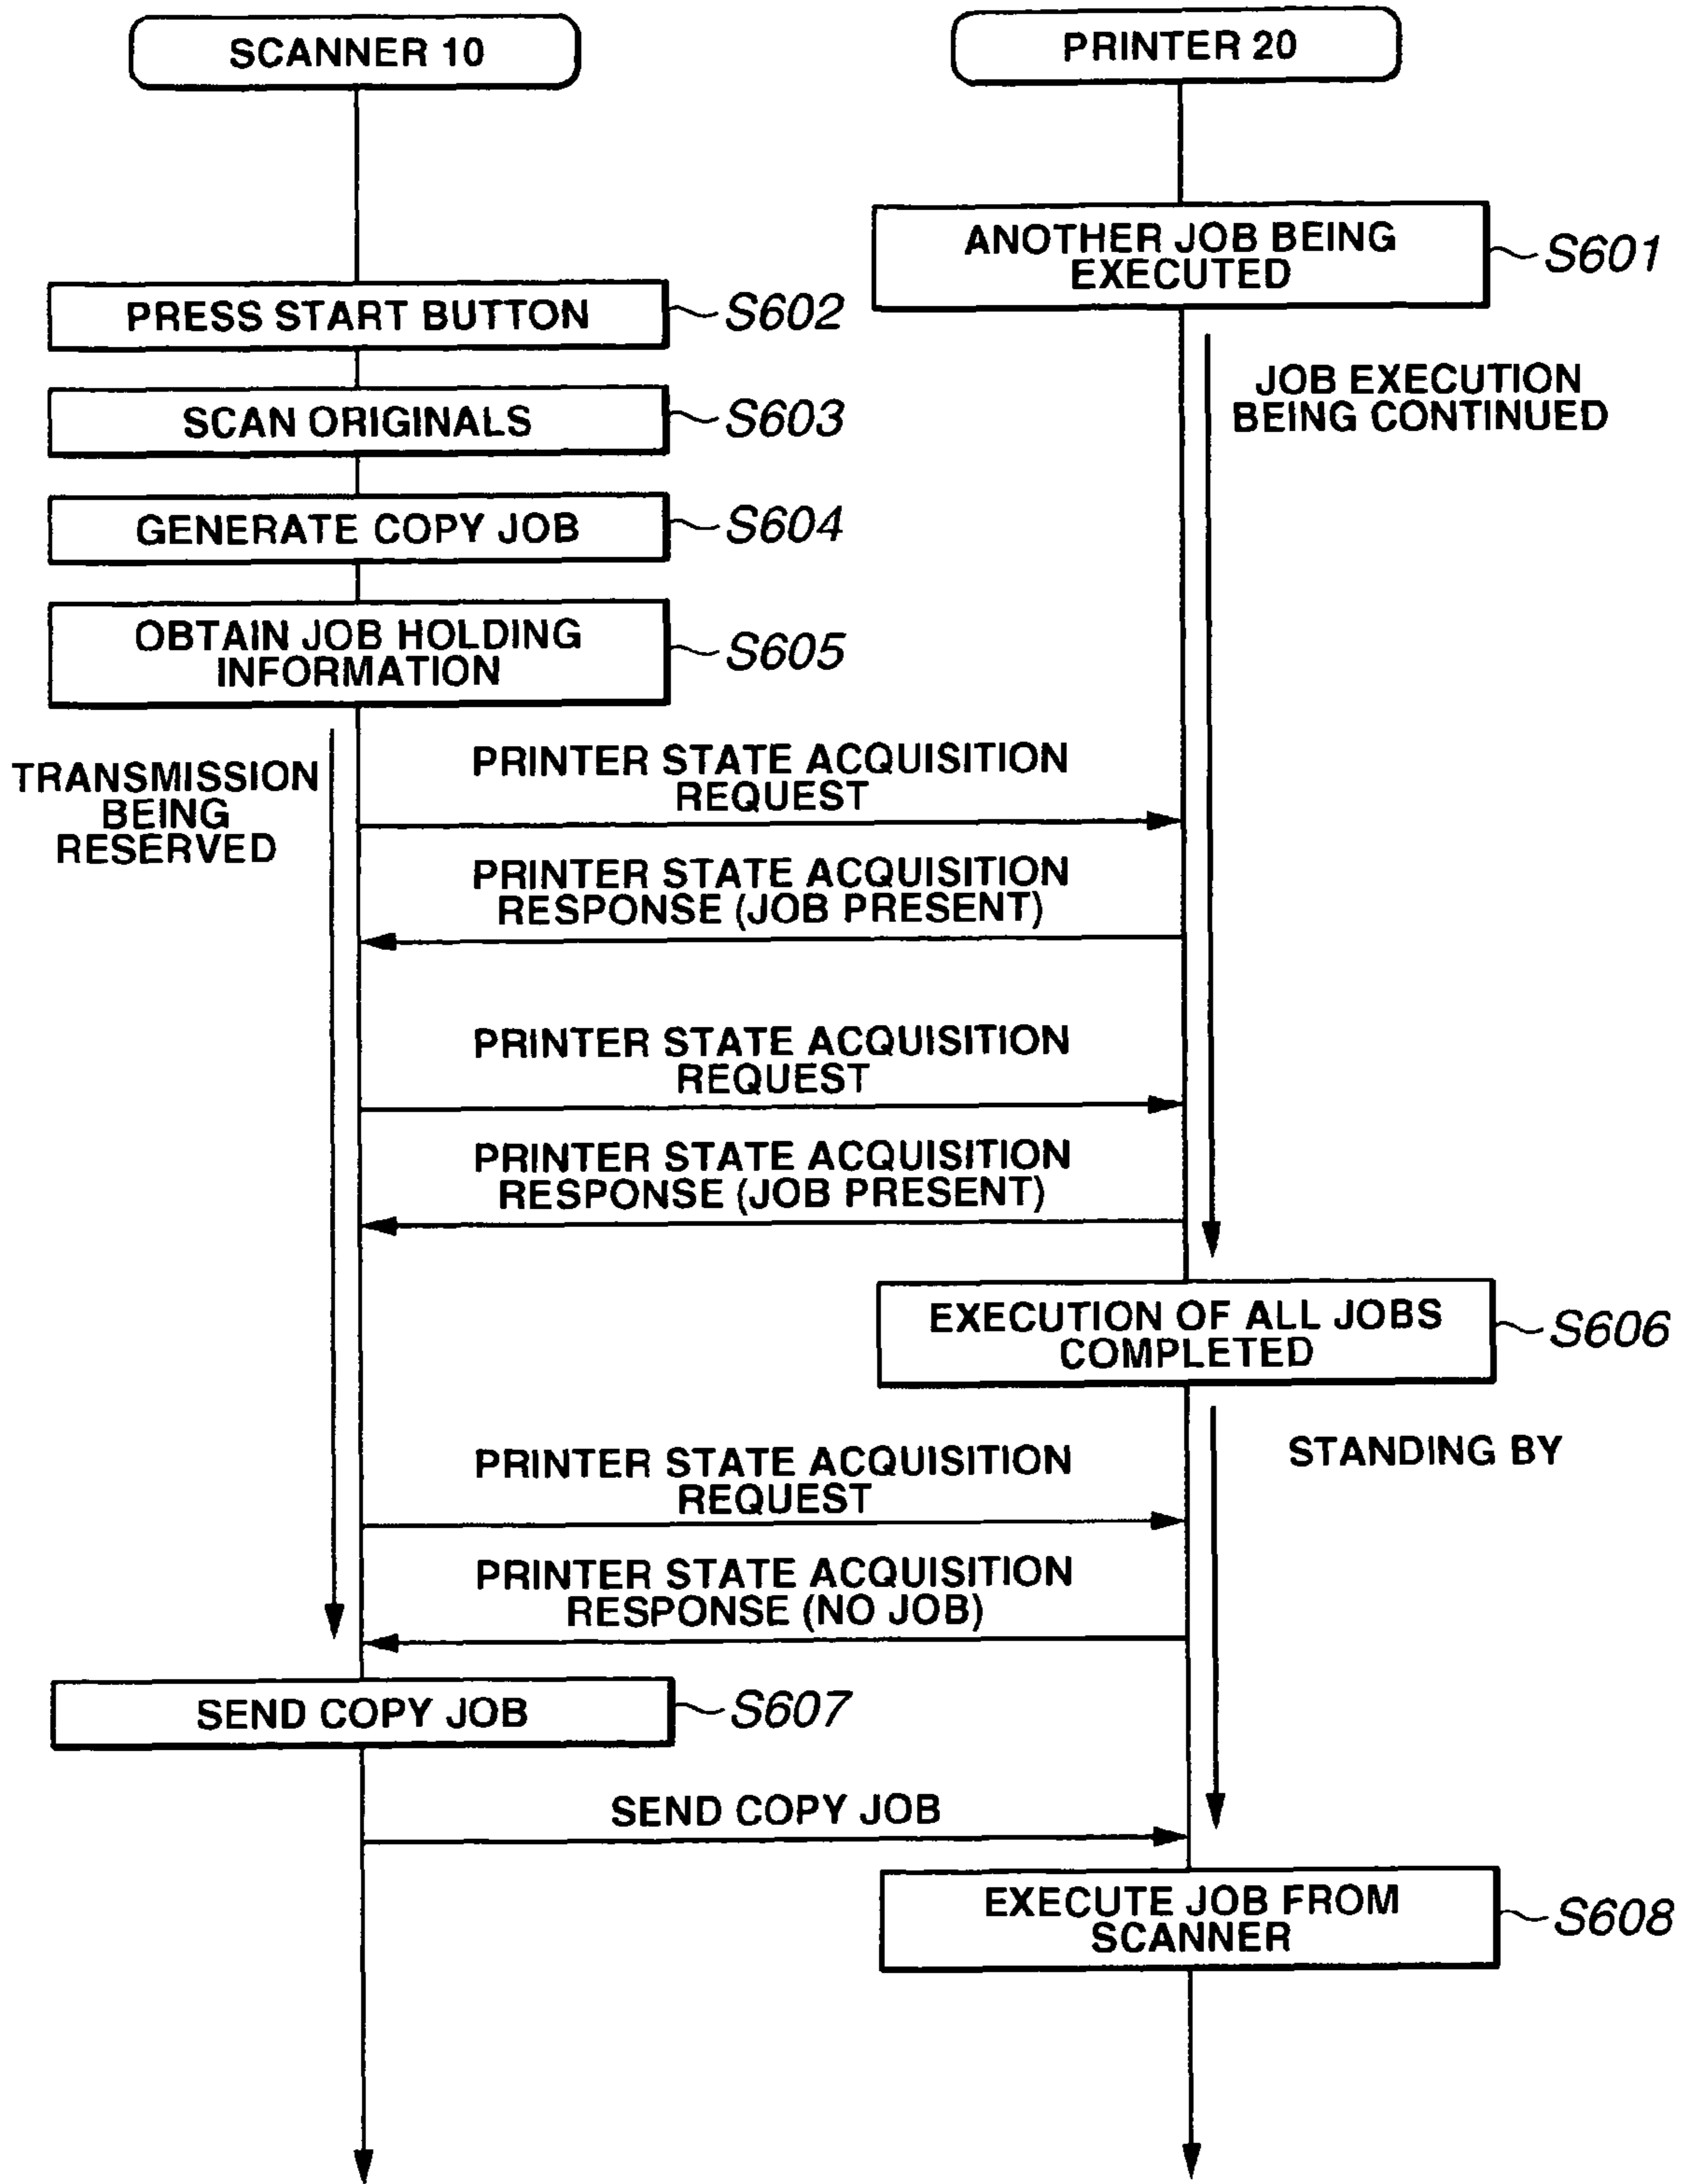 SCANNER 10
PRINTER 20
ANOTHER JOB BEING
EXECUTED
S601
PRESS START BUTTON
S602
JOB EXECUTION
BEING CONTINUED
SCAN ORIGINALS
S603
GENERATE COPY JOB
S604
OBTAIN JOB HOLDING
INFORMATION
S605
TRANSMISSION
BEING
RESERVED
PRINTER STATE ACQUISITION
REQUEST
PRINTER STATE ACQUISITION
RESPONSE (JOB PRESENT)
PRINTER STATE ACQUISITION
REQUEST
PRINTER STATE ACQUISITION
RESPONSE (JOB PRESENT)
EXECUTION OF ALL JOBS
COMPLETED
S606
STANDING BY
PRINTER STATE ACQUISITION
REQUEST
PRINTER STATE ACQUISITION
RESPONSE (NO JOB)
SEND COPY JOB
S607
SEND COPY JOB
EXECUTE JOB FROM
SCANNER
S608